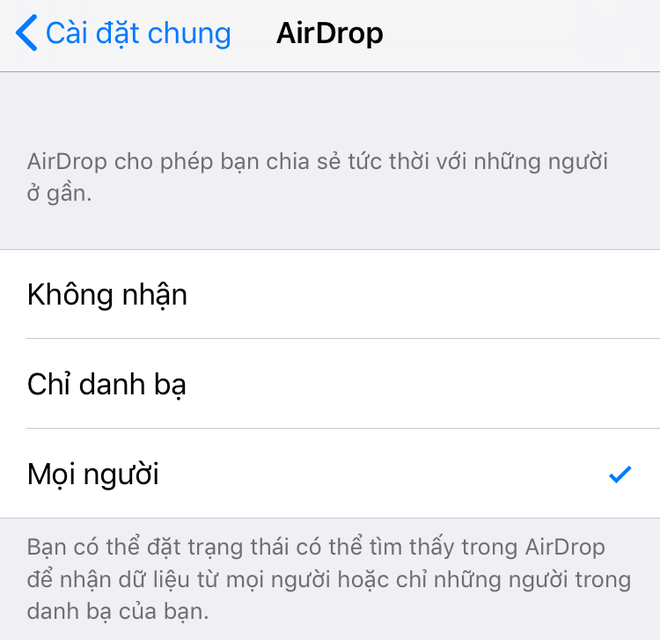 Cài đặt chung AirDrop
AirDrop cho phép bạn chia sẻ tức thời với những người
ở gần.
Không nhận
Chỉ danh bạ
Mọi người
Bạn có thể đặt trạng thái có thể tìm thấy trong AirDrop
để nhận dữ liệu từ mọi người hoặc chỉ những người trong
danh bạ của bạn.